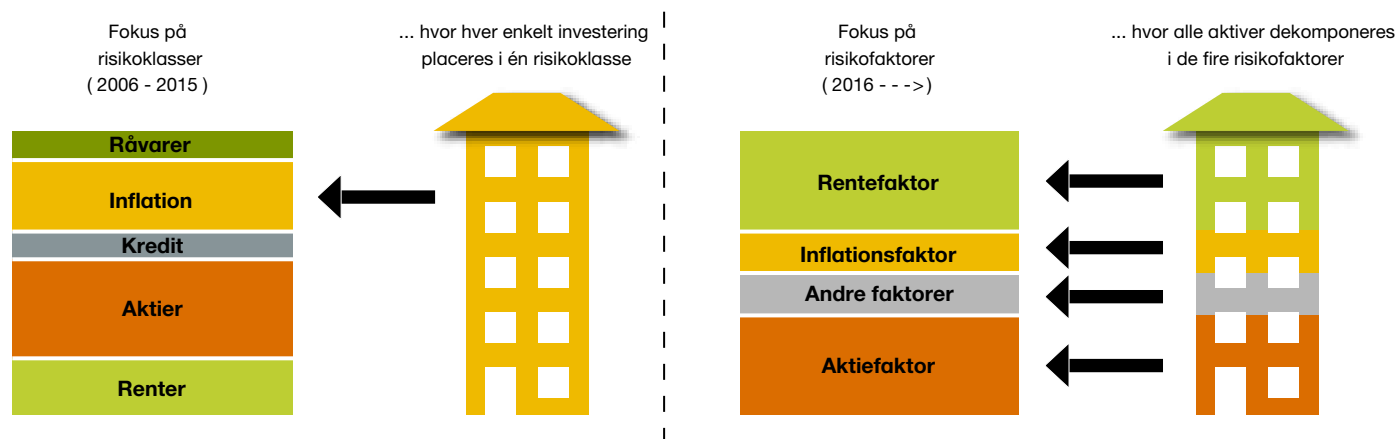 Fokus på
risikoklasser
( 2006 - 2015 )
... hvor hver enkelt investering
placeres i én risikoklasse
Råvarer
Inflation
Kredit
Aktier
Renter
Fokus på
risikofaktorer
( 2016 - - ->)
... hvor alle aktiver dekomponeres
i de fire risikofaktorer
Rentefaktor
Inflationsfaktor
Andre faktorer
Aktiefaktor